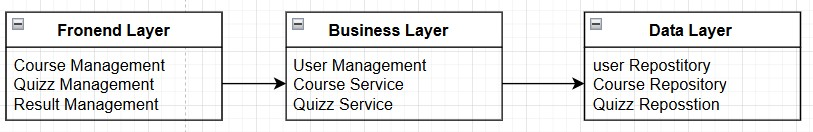 Fronend Layer
Course Management
Quizz Management
Result Management
Business Layer
User Management
Course Service
Quizz Service
Data Layer
user Repostitory
Course Repository
Quizz Reposstion